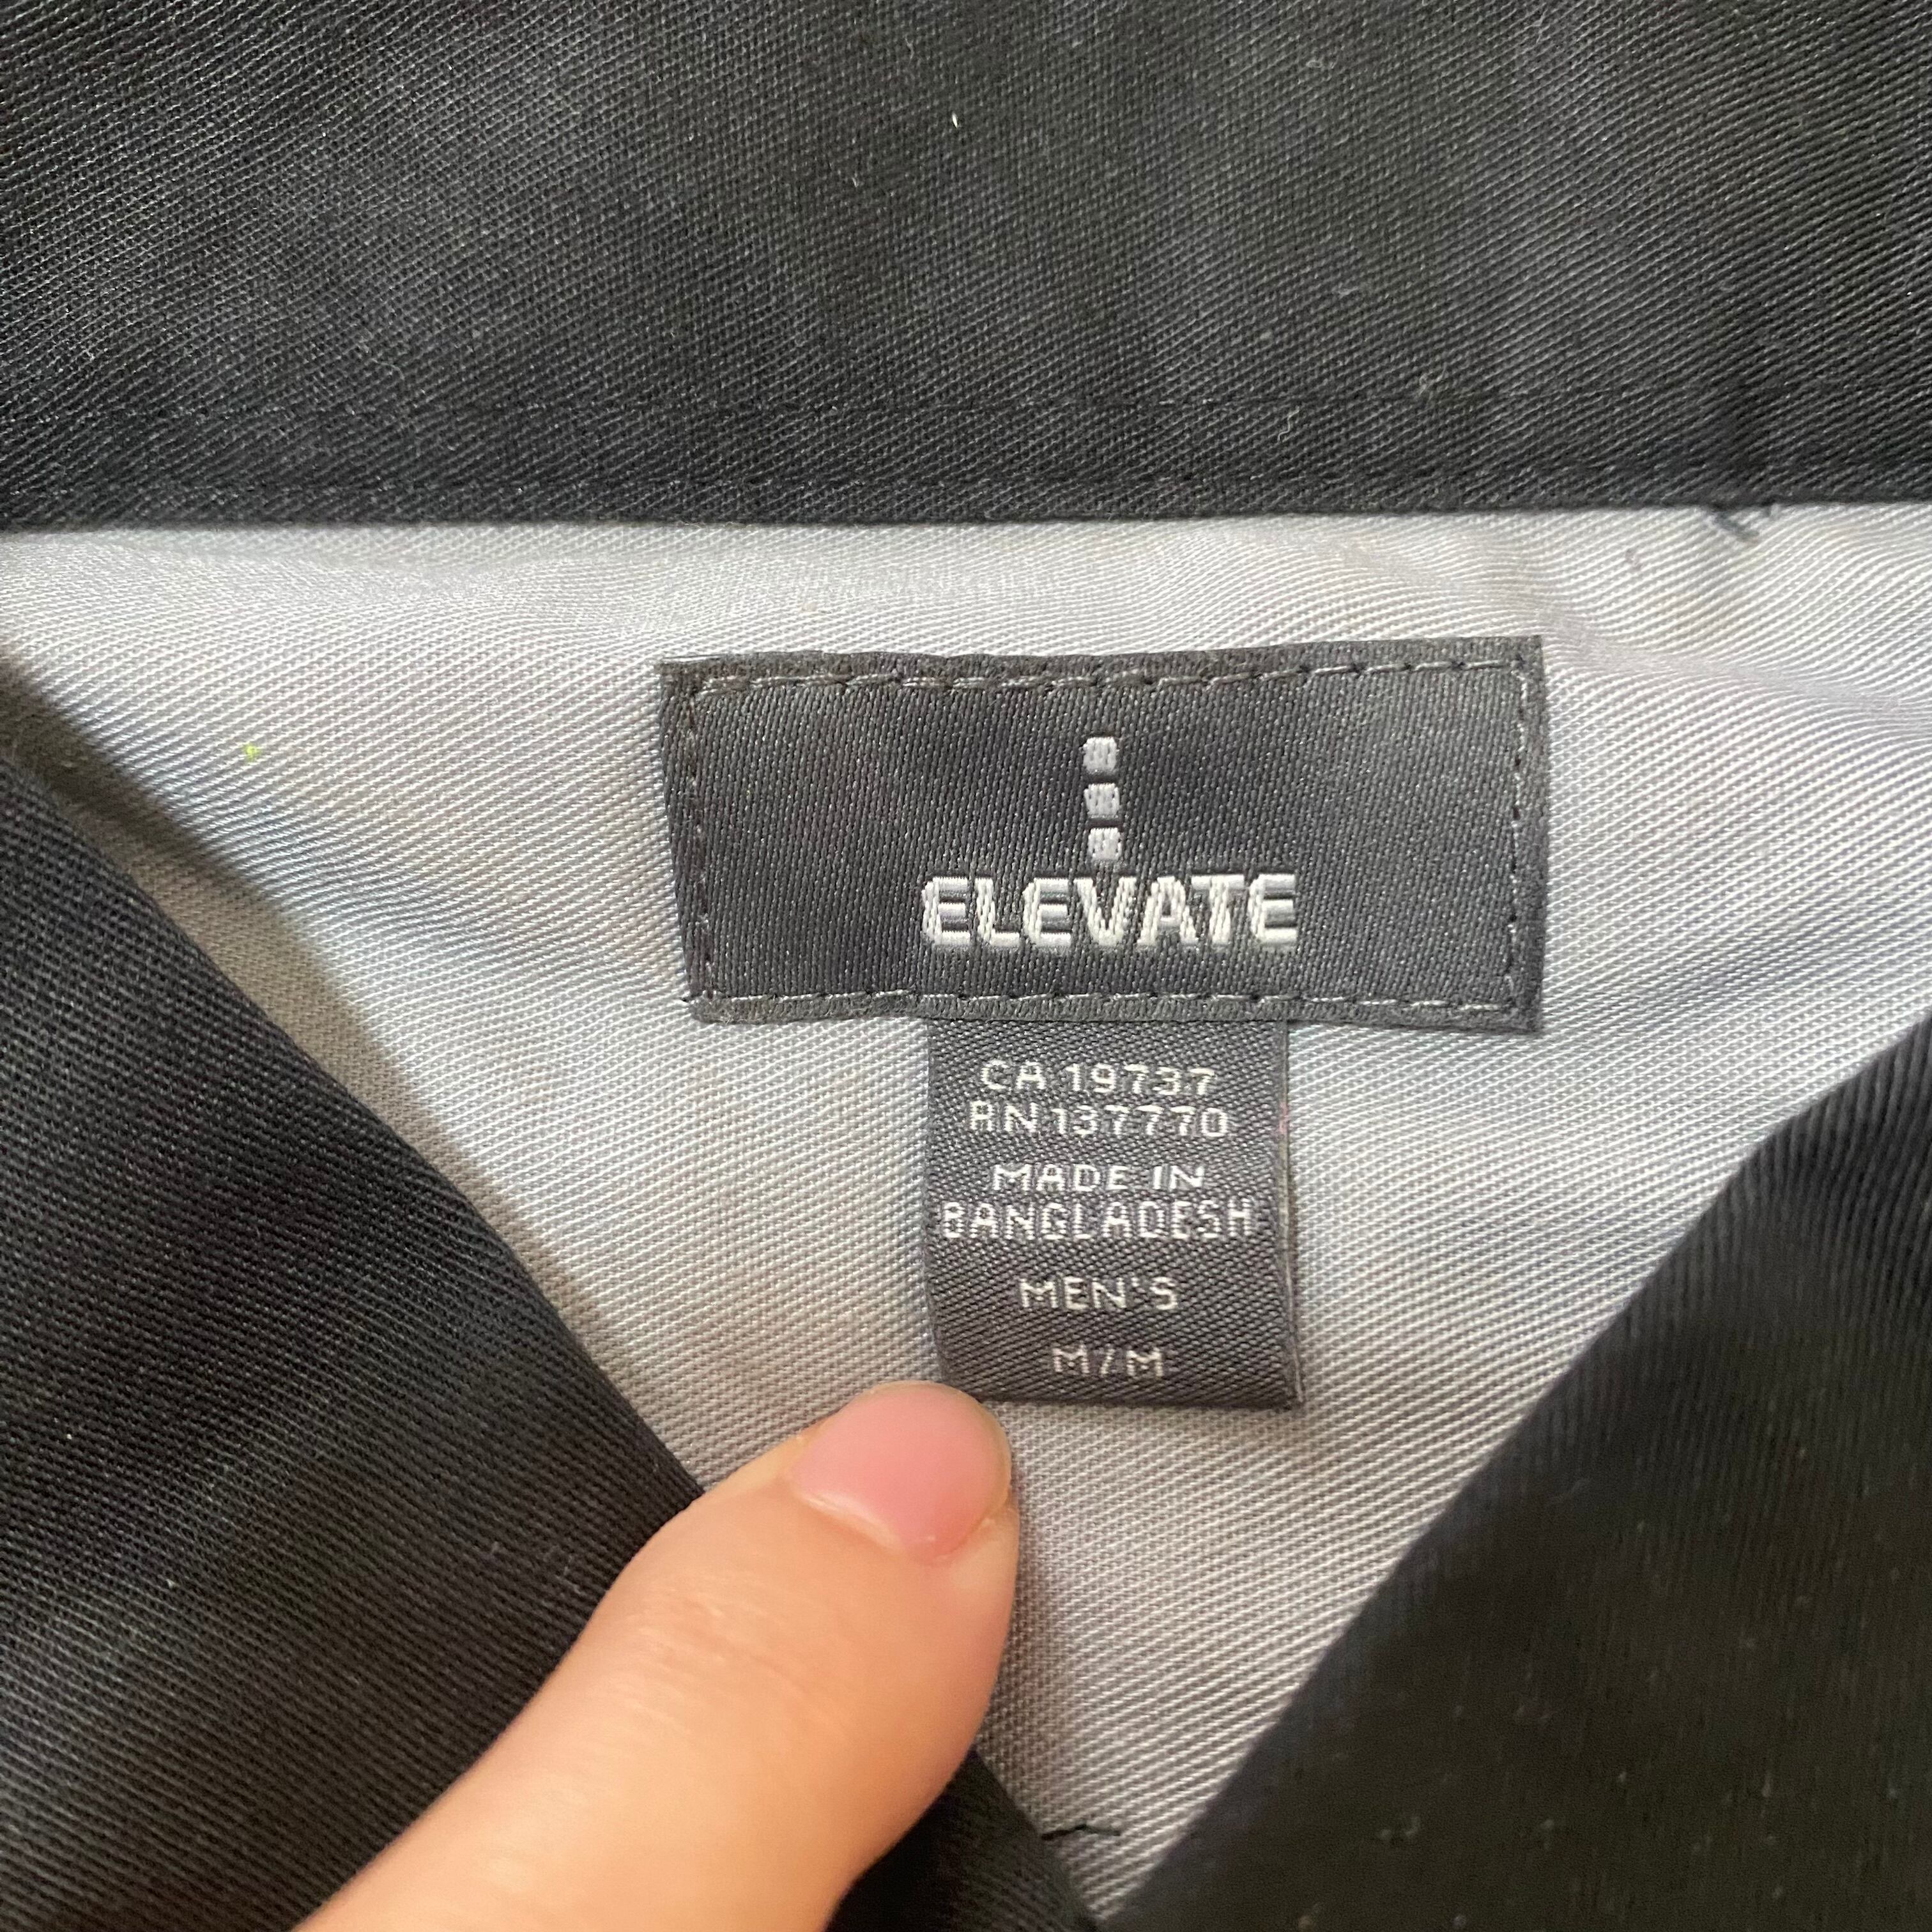 ELEVATE
CA 19737
RN 137770
MADE IN
BANGLADESH
MEN'S
M/M